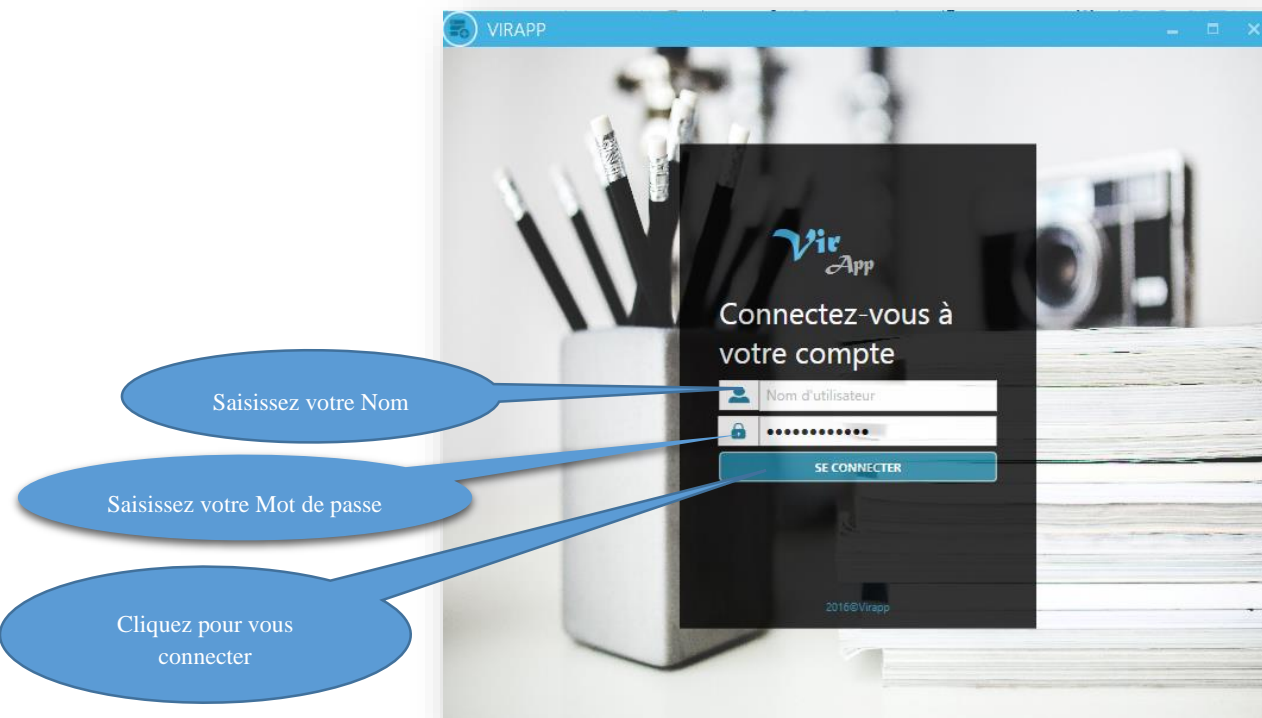 VIRAPP
Vir
App
Connectez-vous à
votre compte
Saisissez votre Nom
Nom d'utilisateur
Saisissez votre Mot de passe
••••••••••••
SE CONNECTER
Cliquez pour vous
connecter
2016©Virapp